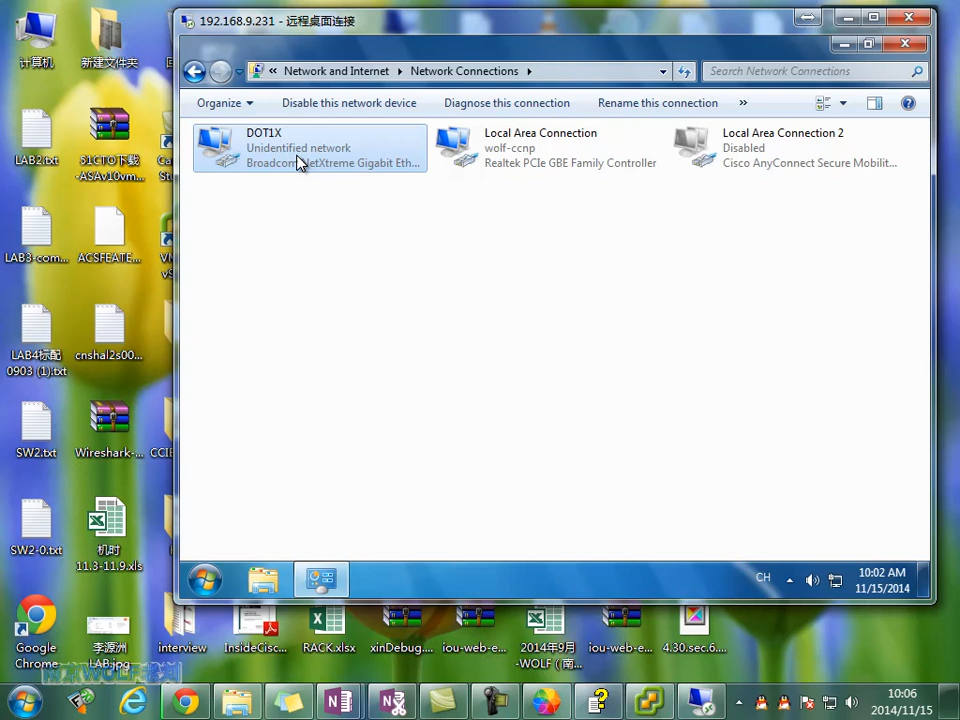 192.168.9.231 - 远程桌面连接
« Network and Internet Network Connections
Search Network Connections
Organize
Disable this network device
Diagnose this connection
Rename this connection
»
DOT1X
Unidentified network
Broadcom NetXtreme Gigabit Eth...
Local Area Connection
wolf-ccnp
Realtek PCIe GBE Family Controller
Local Area Connection 2
Disabled
Cisco AnyConnect Secure Mobilit...
计算机
新建文件夹
LAB2.txt
51CTO下载
-ASAv10vm...
LAB3-com...
ACSFEATE...
LAB4标配
0903 (1).txt
cnshal2s00...
SW2.txt
Wireshark-...
CCIE
SW2-0.txt
机时
11.3-11.9.xls
CH
10:02 AM
11/15/2014
Google
Chrome
李源洲
LAB.jpg
interview
InsideCisc...
RACK.xlsx
xinDebug....
iou-web-e...
2014年9月
-WOLF（南...
iou-web-e...
4.30.sec.6....
10:06
2014/11/15